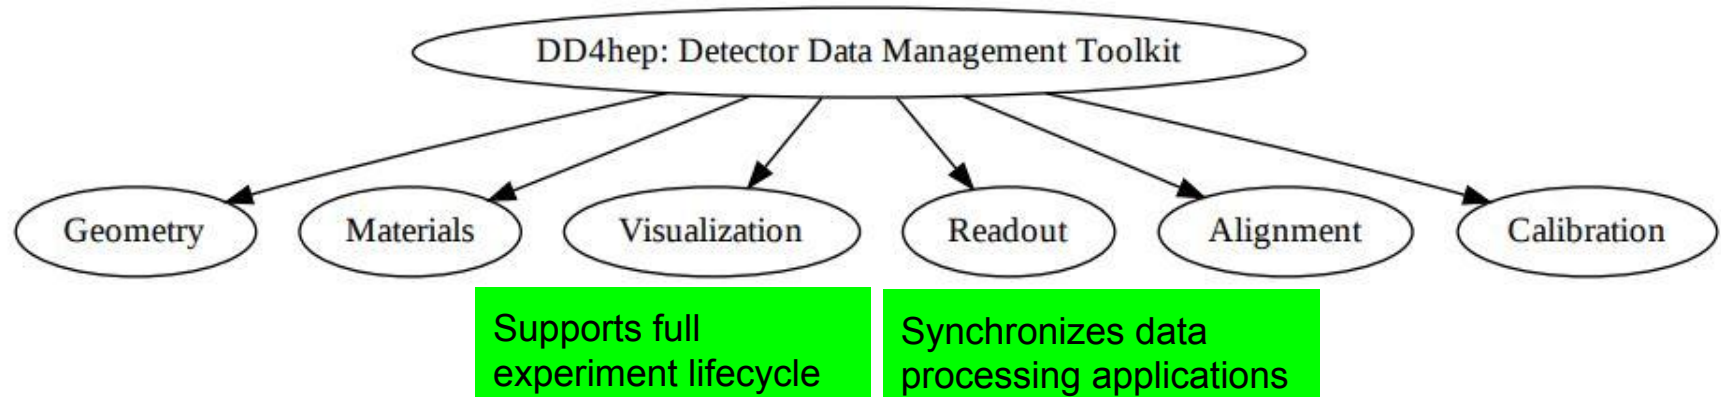 DD4hep: Detector Data Management Toolkit
Geometry
Materials
Visualization
Readout
Alignment
Calibration
Supports full
experiment lifecycle
Synchronizes data
processing applications